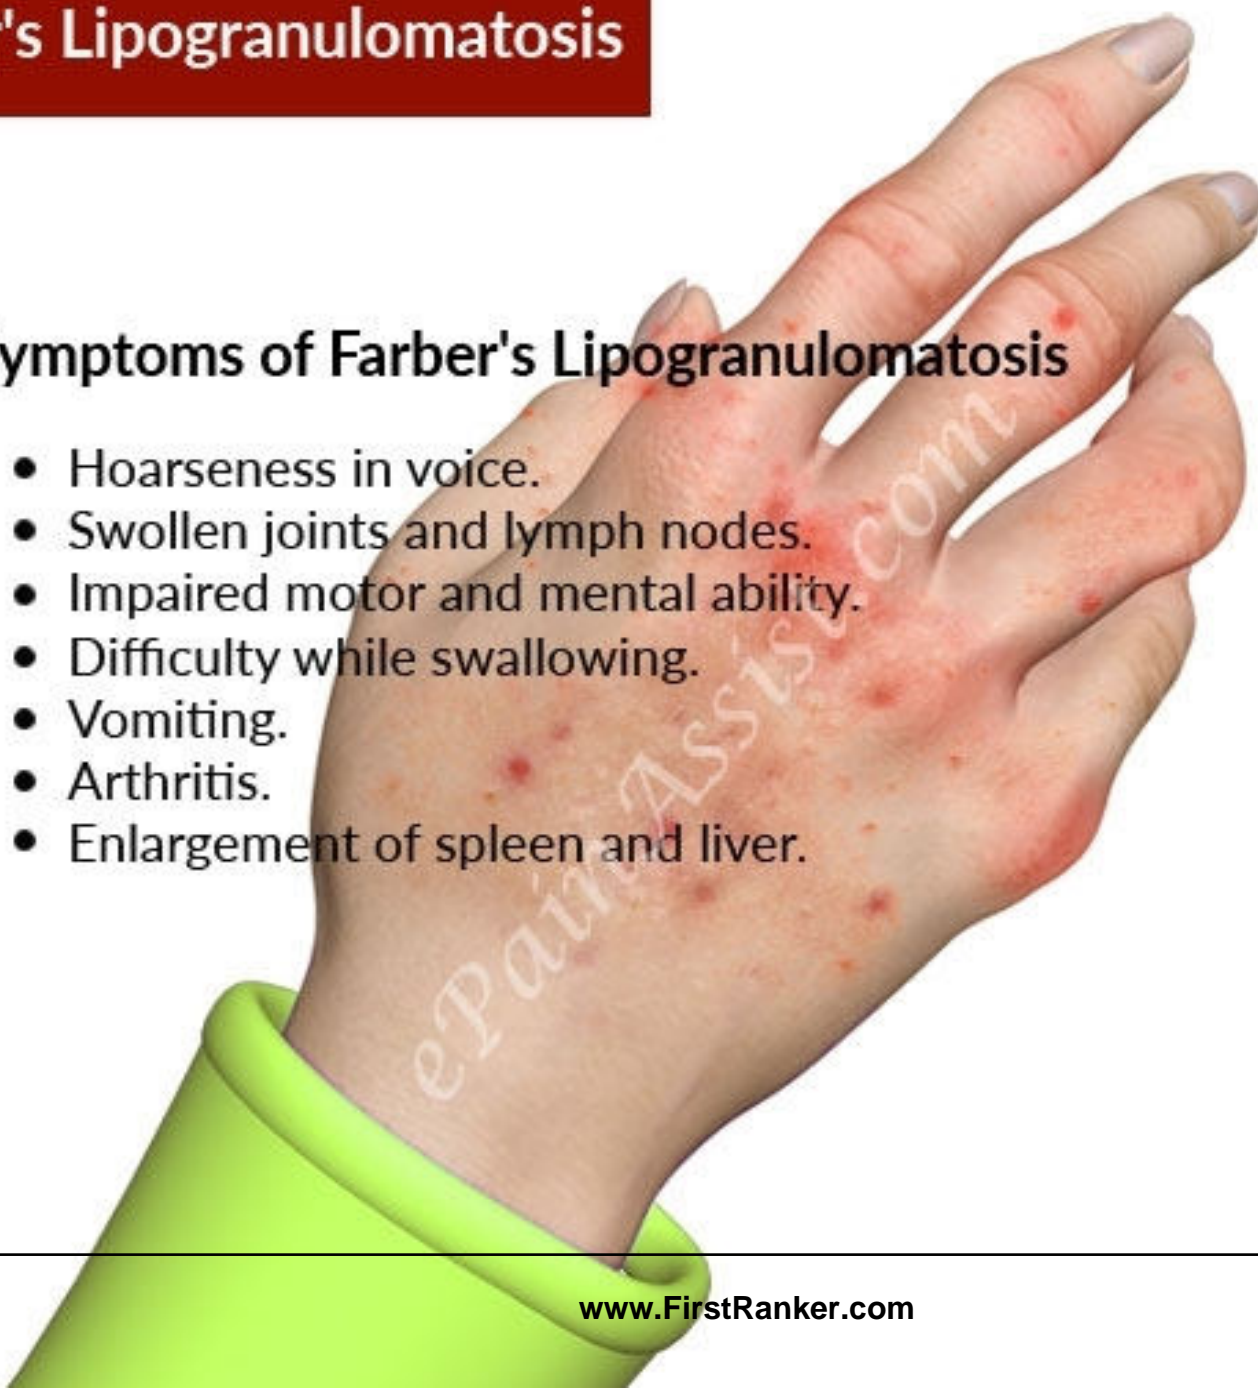 's Lipogranulomatosis
ymptoms of Farber's Lipogranulomatosis
• Hoarseness in voice.
• Swollen joints and lymph nodes.
• Impaired motor and mental ability.
• Difficulty while swallowing.
• Vomiting.
• Arthritis.
• Enlargement of spleen and liver.
ePainAssist.com
www.FirstRanker.com